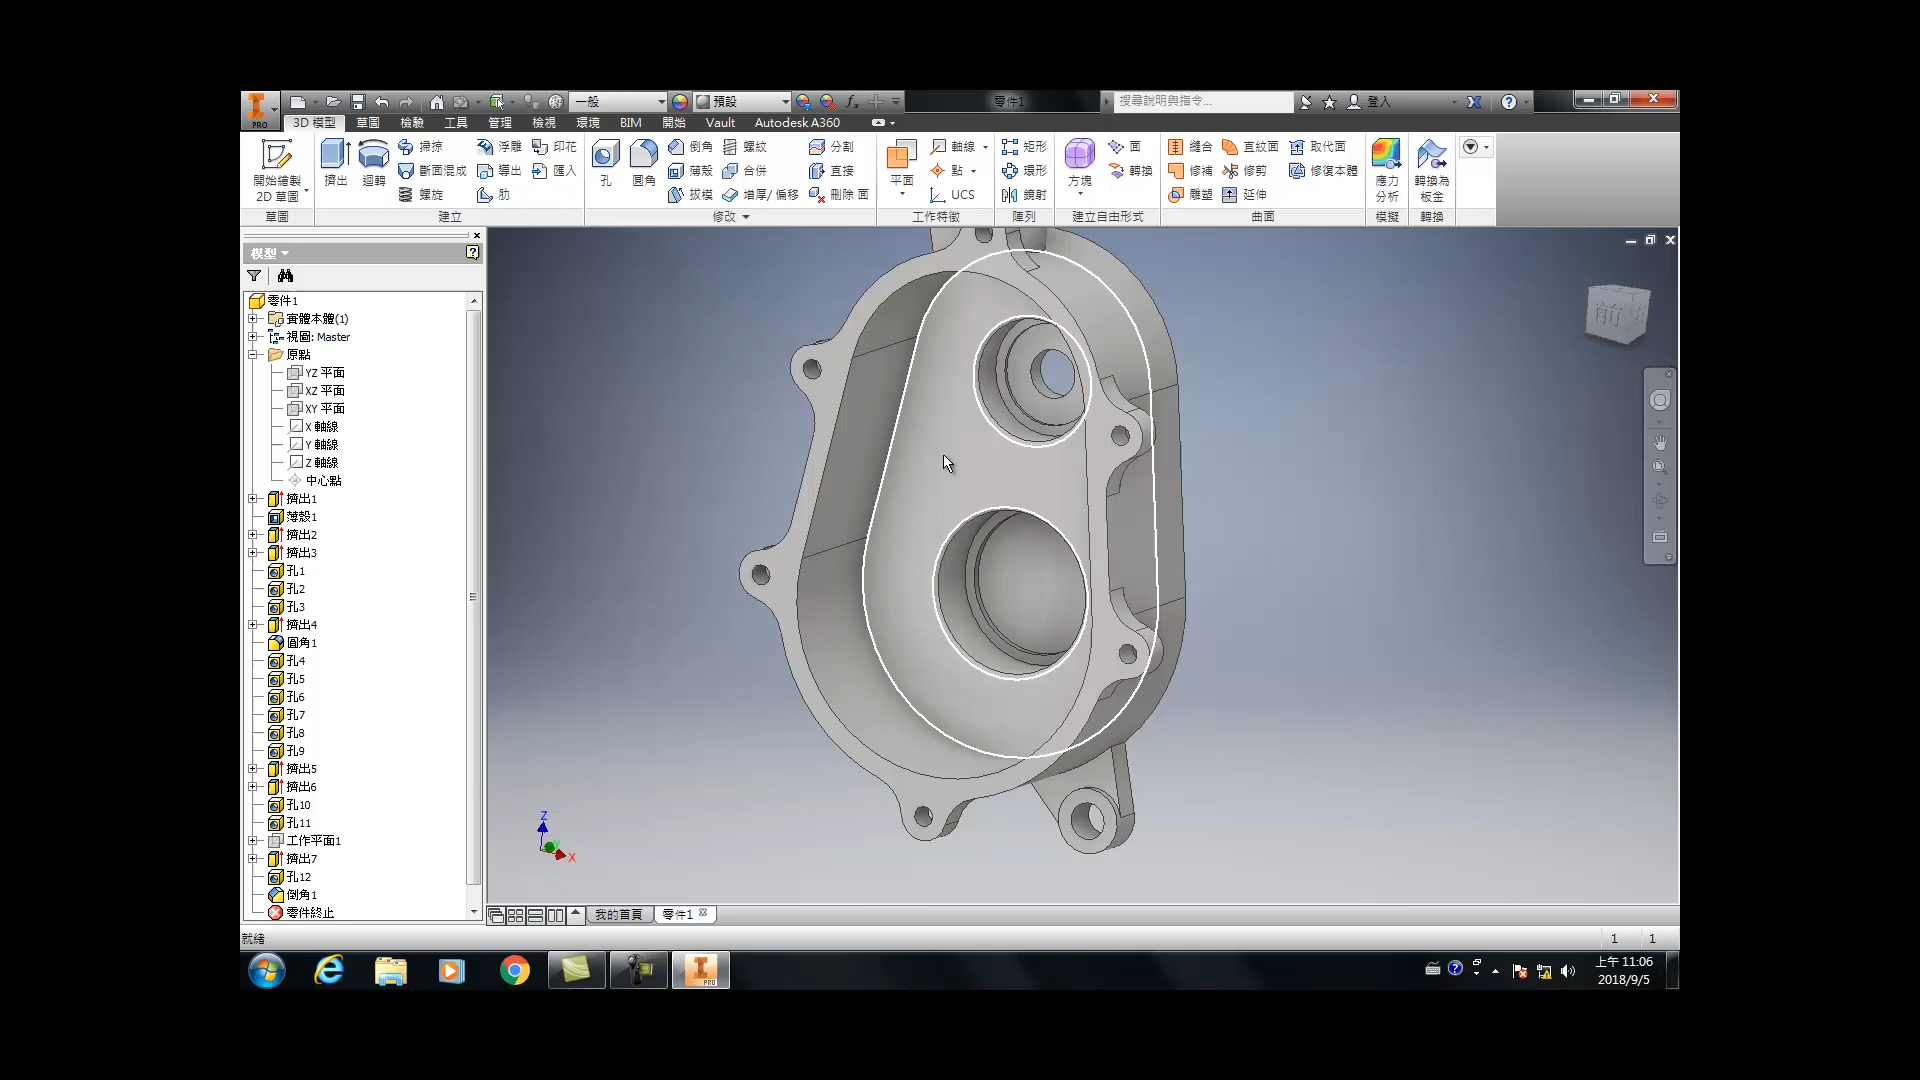 PRO 一般 預設 零件1 搜尋說明與指令... 登入
3D 模型 草圖 檢驗 工具 管理 檢視 環境 BIM 開始 Vault Autodesk A360
開始繪製
2D 草圖
草圖
擠出 迴轉 掃掠 斷面混成 螺旋 浮雕 導出 肋 印花 匯入
建立
孔 圓角 倒角 薄殼 拔模 螺紋 合併 增厚/ 偏移 分割 直接 刪除 面
修改
平面 軸線 點 UCS
工作特徵
矩形 環形 鏡射
陣列
方塊 面 轉換
建立自由形式
縫合 修補 雕塑 直紋面 修剪 延伸 取代面 修復本體
曲面
應力
分析
模擬
轉換為
板金
轉換
模型
零件1
實體本體(1)
視圖: Master
原點
YZ 平面
XZ 平面
XY 平面
X 軸線
Y 軸線
Z 軸線
中心點
擠出1
薄殼1
擠出2
擠出3
孔1
孔2
孔3
擠出4
圓角1
孔4
孔5
孔6
孔7
孔8
孔9
擠出5
擠出6
孔10
孔11
工作平面1
擠出7
孔12
倒角1
零件終止
前
Z
X
我的首頁 零件1
就緒 1 1
PRO
上午 11:06
2018/9/5